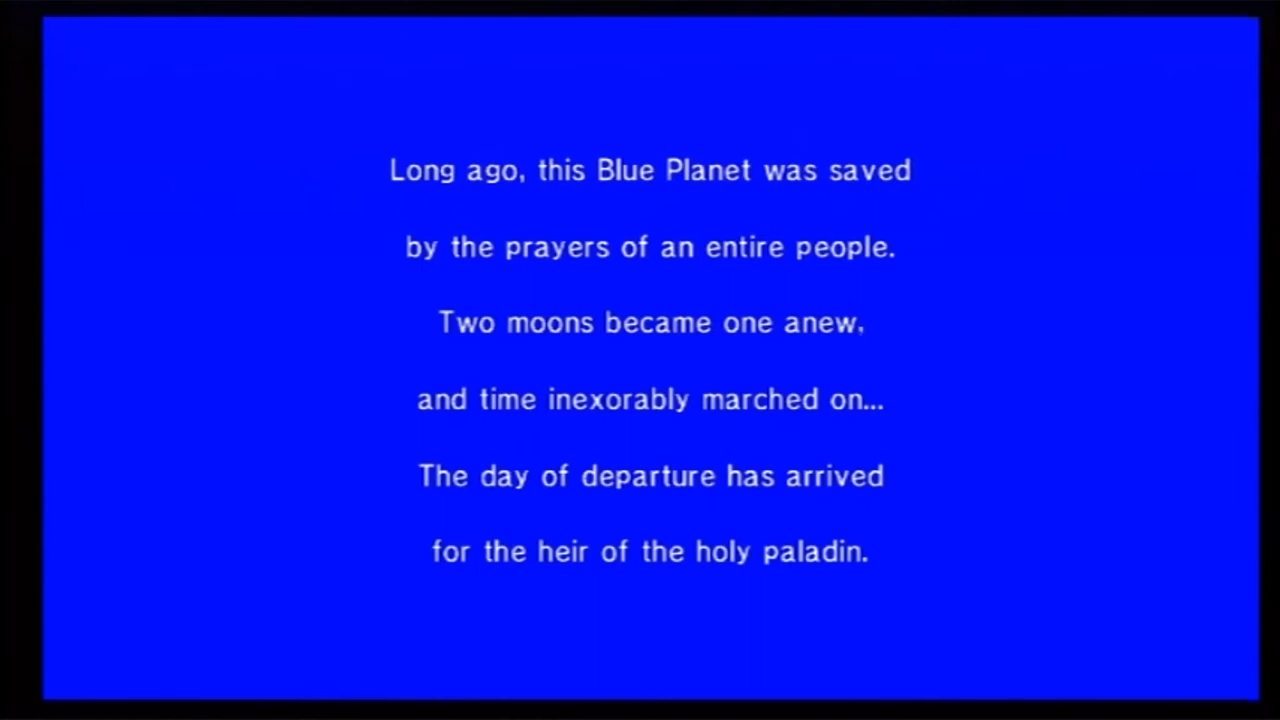 Long ago, this Blue Planet was saved
by the prayers of an entire people.
Two moons became one anew,
and time inexorably marched on...
The day of departure has arrived
for the heir of the holy paladin.